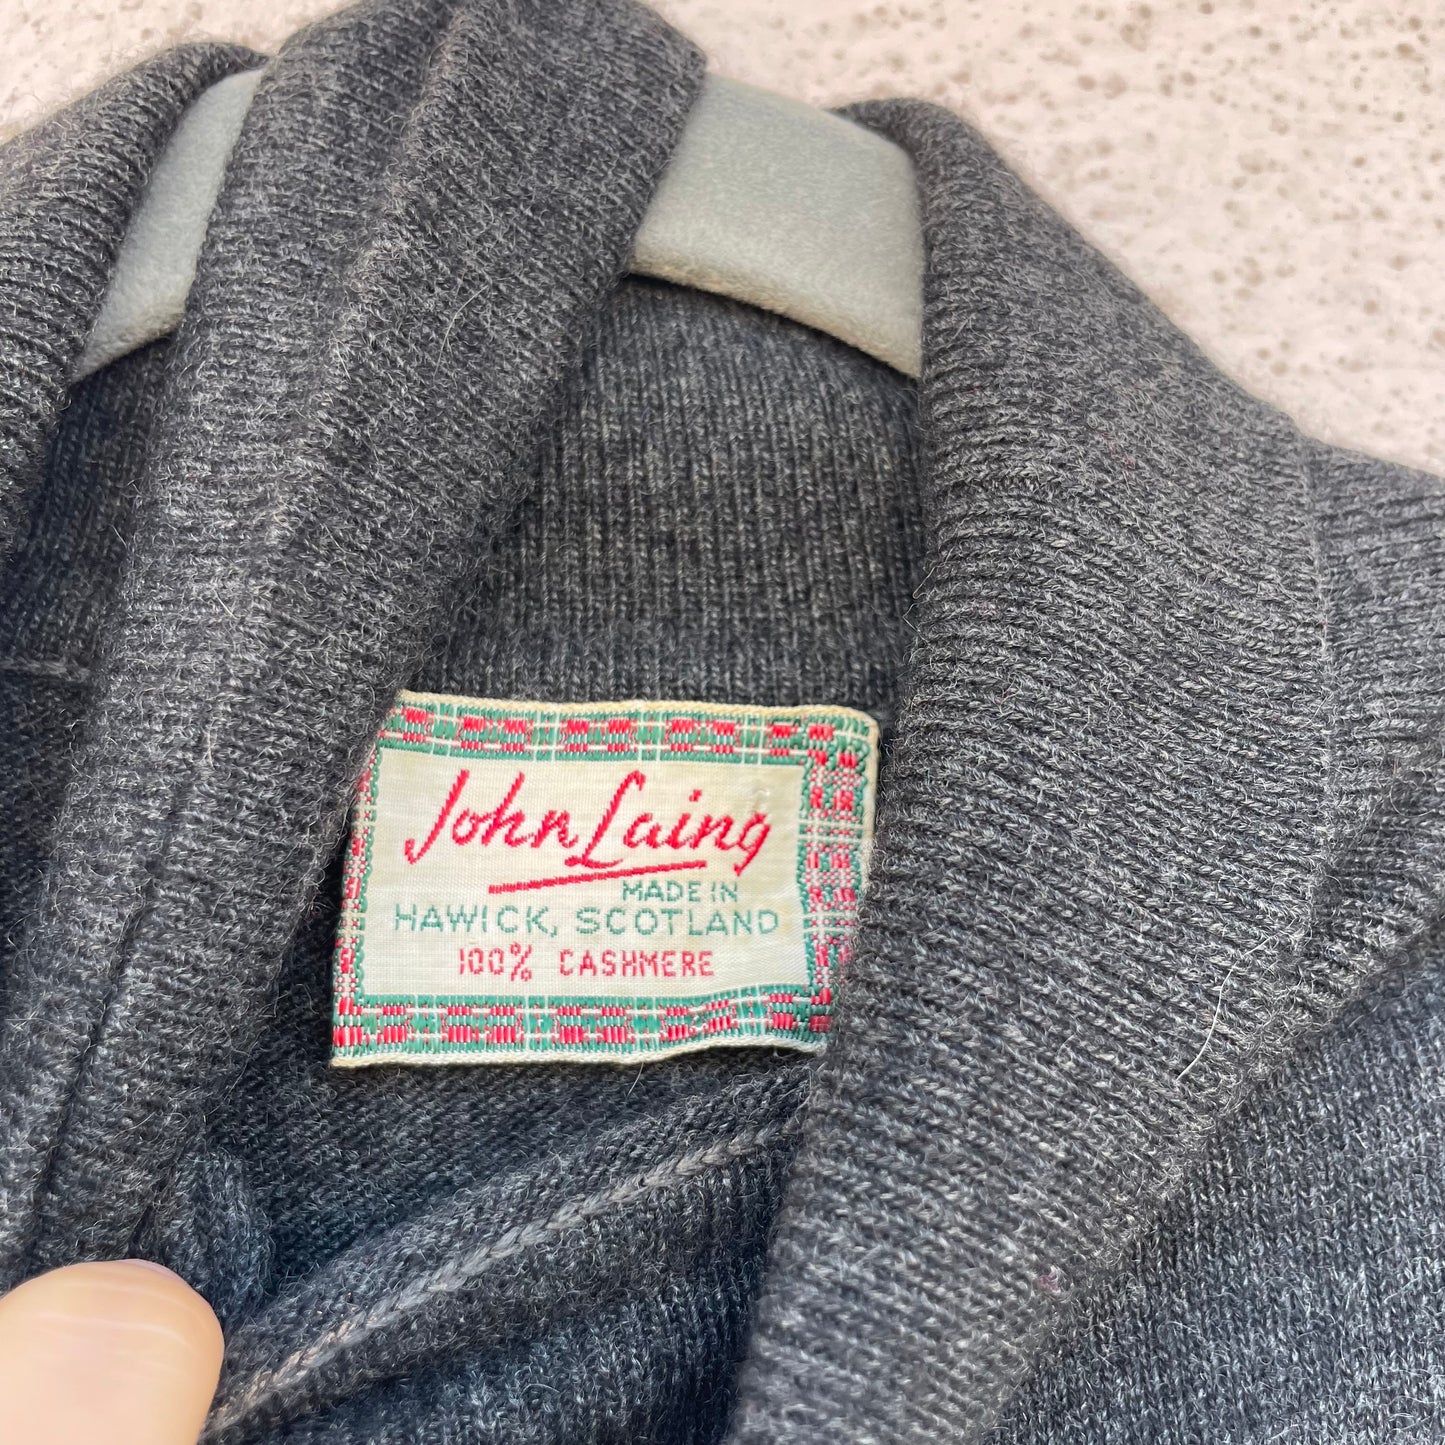 John Laing
MADE IN
HAWICK, SCOTLAND
100% CASHMERE